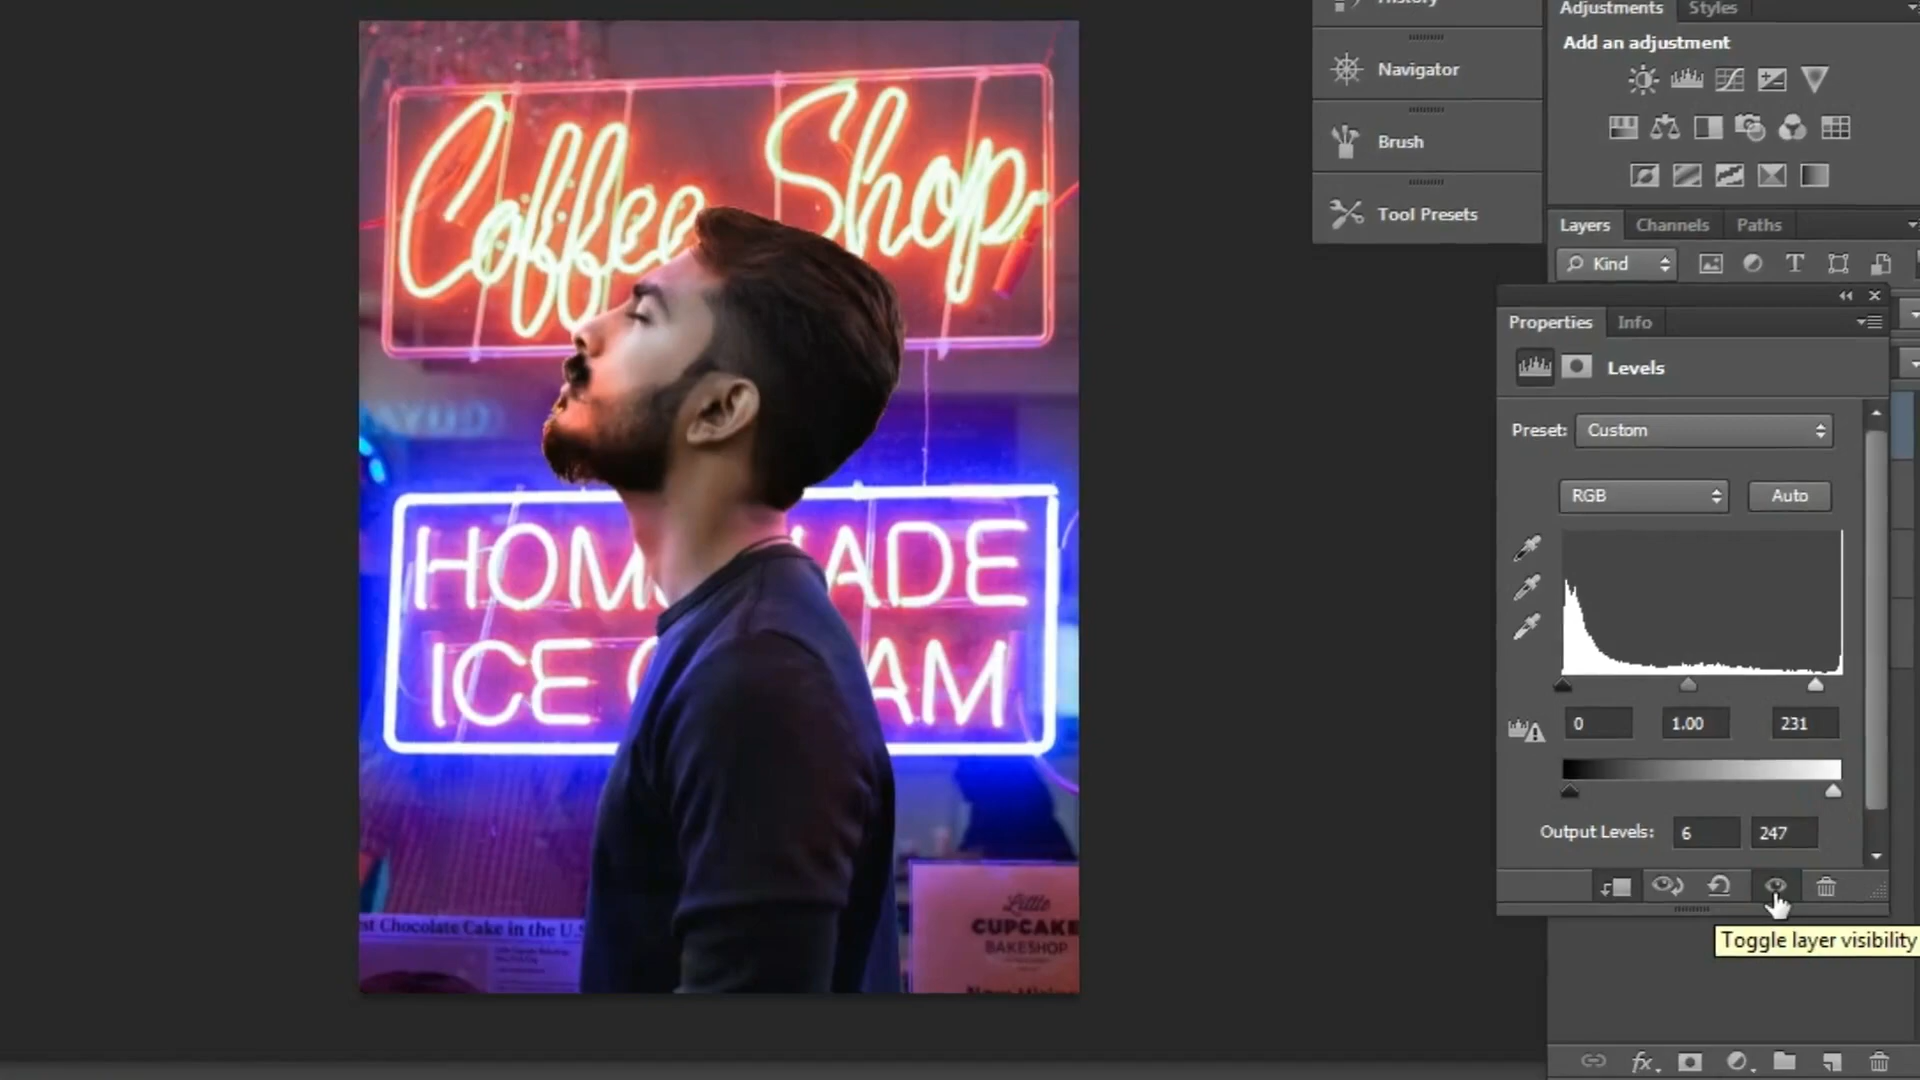 History
Adjustments Styles
Add an adjustment
Navigator
Brush
Tool Presets
Layers Channels Paths
Kind
Properties Info
Levels
Preset: Custom
RGB Auto
0 1.00 231
Output Levels: 6 247
Toggle layer visibility
fx
Coffee Shop
HOM ADE
ICE AM
st Chocolate Cake in the U.S
Little
CUPCAKE
BAKESHOP